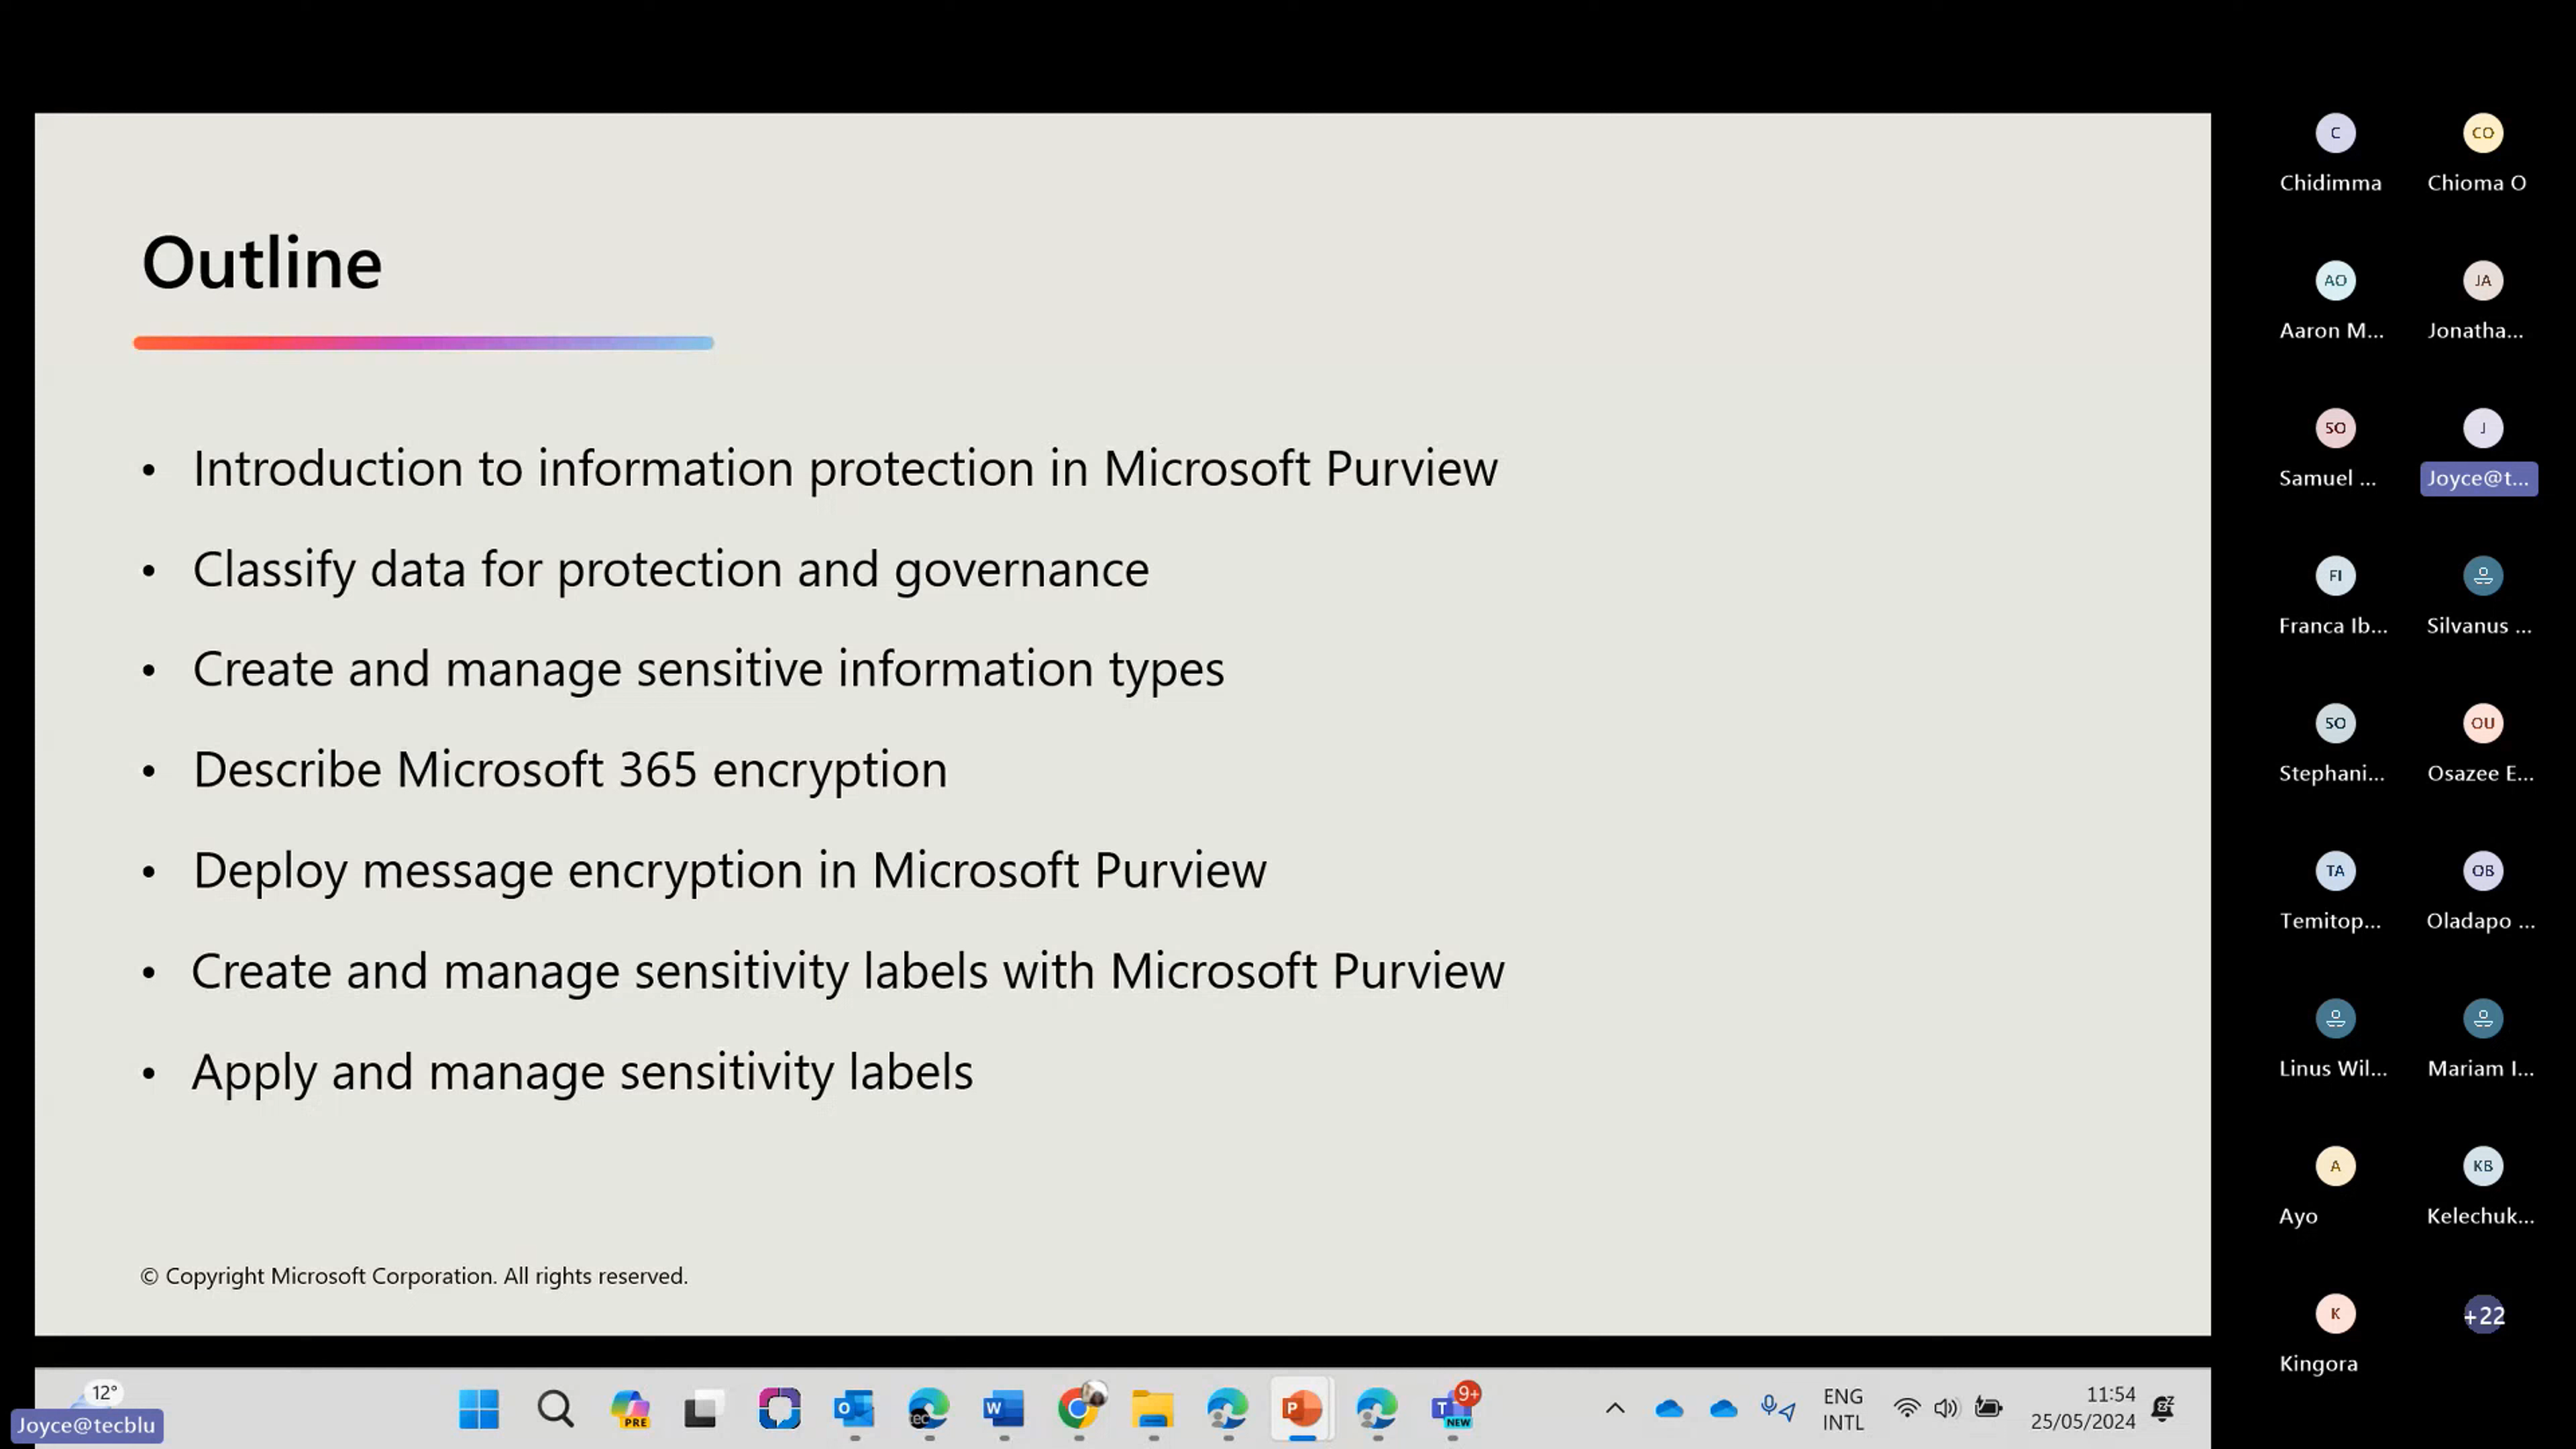 Outline
• Introduction to information protection in Microsoft Purview
• Classify data for protection and governance
• Create and manage sensitive information types
• Describe Microsoft 365 encryption
• Deploy message encryption in Microsoft Purview
• Create and manage sensitivity labels with Microsoft Purview
• Apply and manage sensitivity labels
© Copyright Microsoft Corporation. All rights reserved.
C CO
Chidimma Chioma O
AO JA
Aaron M... Jonatha...
SO J
Samuel ... Joyce@t...
FI
Franca Ib... Silvanus ...
SO OU
Stephani... Osazee E...
TA OB
Temitop... Oladapo ...
Linus Wil... Mariam I...
A KB
Ayo Kelechuk...
K +22
Kingora
12°
Joyce@tecblu
PRE
O
tec
W
P
T
9+
NEW
ENG
INTL
11:54
25/05/2024